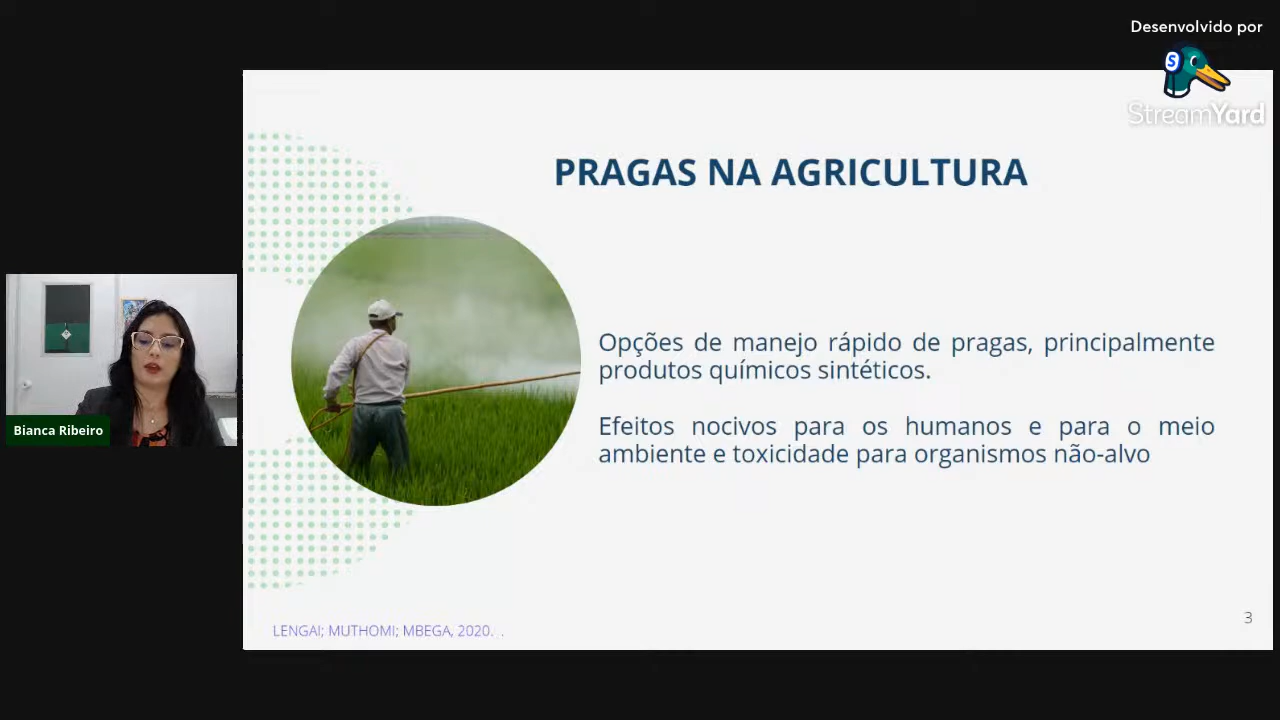 Desenvolvido por
StreamYard
PRAGAS NA AGRICULTURA
Opções de manejo rápido de pragas, principalmente
produtos químicos sintéticos.
Efeitos nocivos para os humanos e para o meio
ambiente e toxicidade para organismos não-alvo
Bianca Ribeiro
LENGAI; MUTHOMI; MBEGA, 2020. .
3